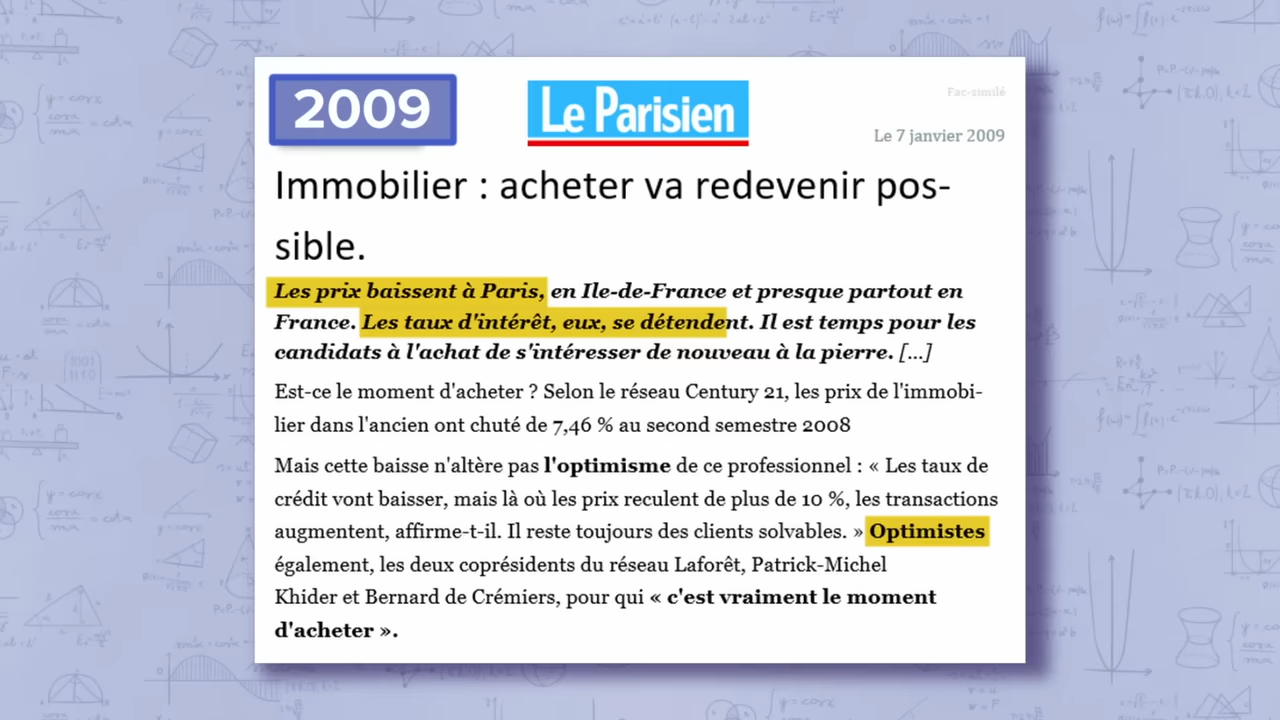 2009
Le Parisien
Fac-similé
Le 7 janvier 2009
Immobilier : acheter va redevenir pos-
sible.
Les prix baissent à Paris, en Ile-de-France et presque partout en
France. Les taux d'intérêt, eux, se détendent. Il est temps pour les
candidats à l'achat de s'intéresser de nouveau à la pierre. [...]
Est-ce le moment d'acheter ? Selon le réseau Century 21, les prix de l'immobi-
lier dans l'ancien ont chuté de 7,46 % au second semestre 2008
Mais cette baisse n'altère pas l'optimisme de ce professionnel : « Les taux de
crédit vont baisser, mais là où les prix reculent de plus de 10 %, les transactions
augmentent, affirme-t-il. Il reste toujours des clients solvables. » Optimistes
également, les deux coprésidents du réseau Laforêt, Patrick-Michel
Khider et Bernard de Crémiers, pour qui « c'est vraiment le moment
d'acheter ».